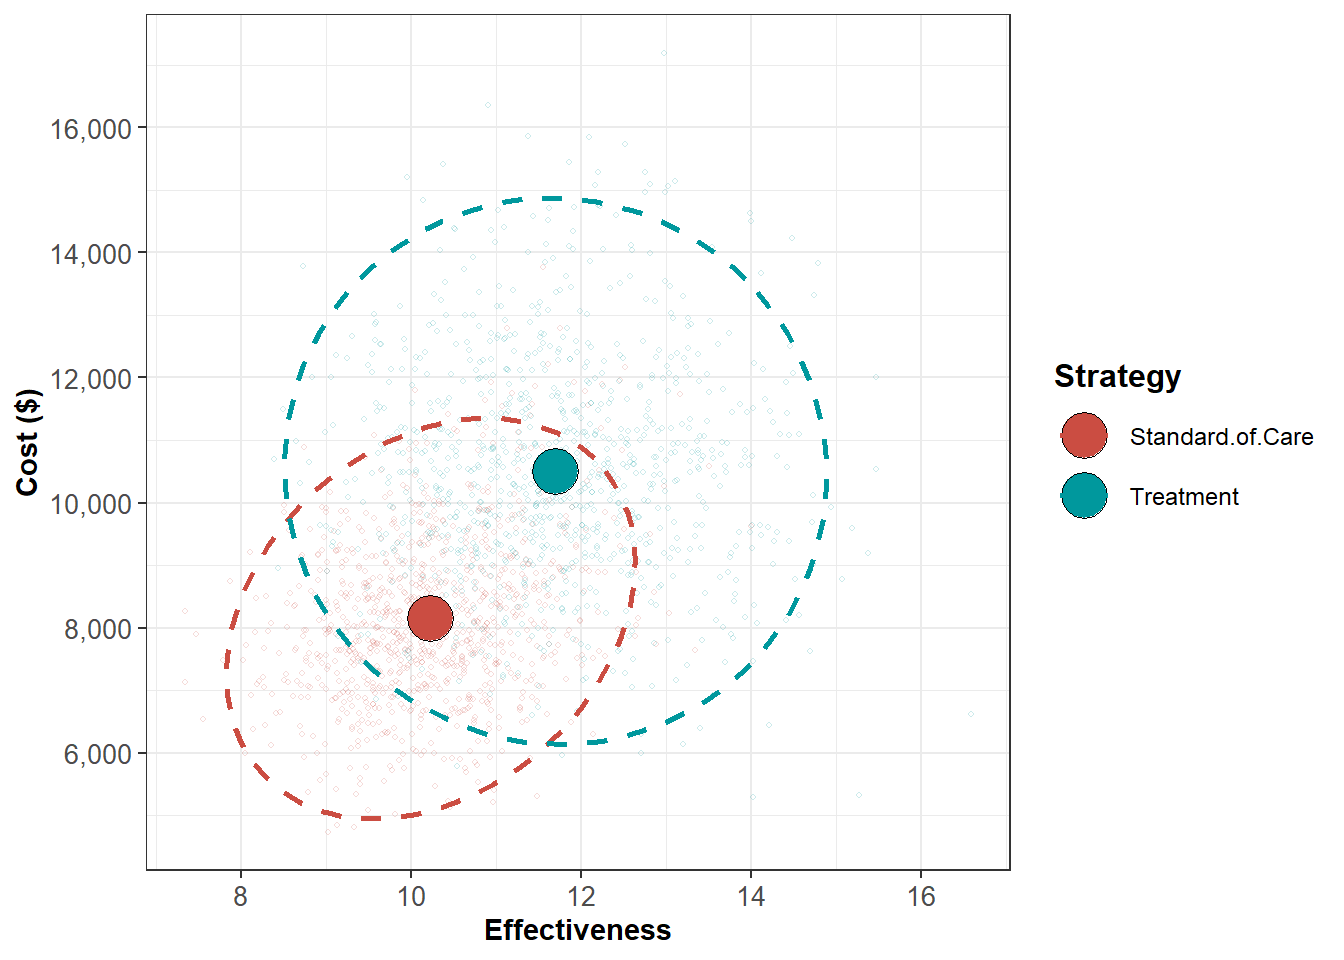 16,000
14,000
12,000
10,000
8,000
6,000
Cost ($)
8 10 12 14 16
Effectiveness
Strategy
Standard.of.Care
Treatment